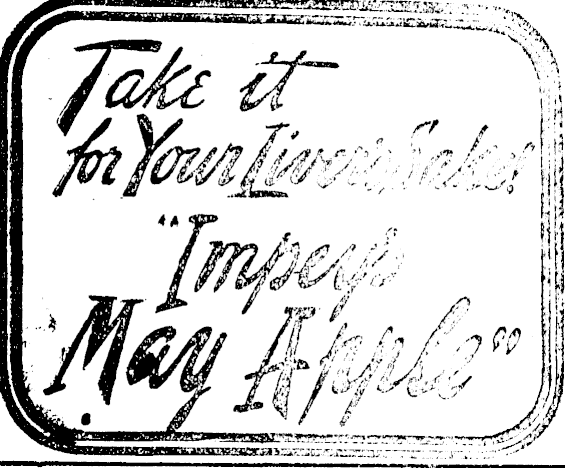 Take it
for Your Liver's Sake!
"Impey's
May Apple"